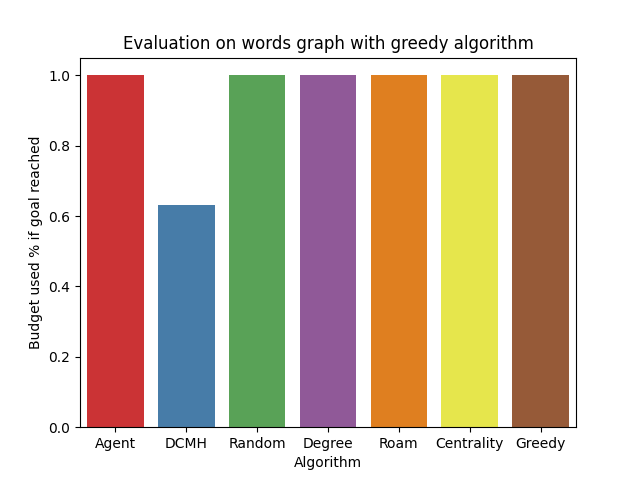 Evaluation on words graph with greedy algorithm
Budget used % if goal reached
1.0
0.8
0.6
0.4
0.2
0.0
Agent DCMH Random Degree Roam Centrality Greedy
Algorithm